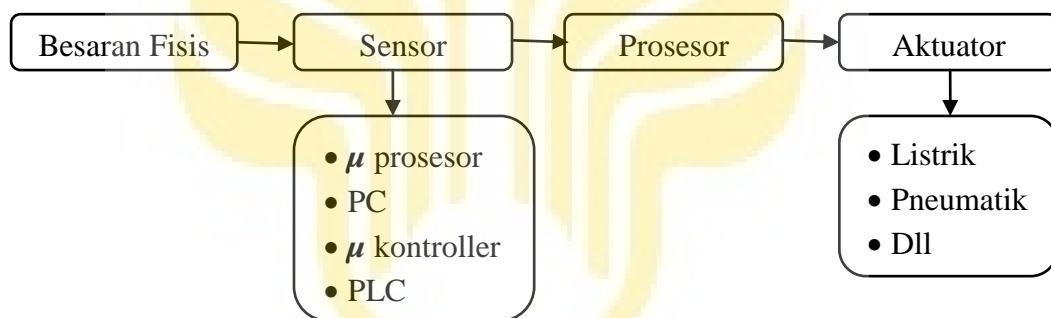 Besaran Fisis
Sensor
Prosesor
Aktuator
• μ prosesor
• PC
• μ kontroller
• PLC
• Listrik
• Pneumatik
• Dll